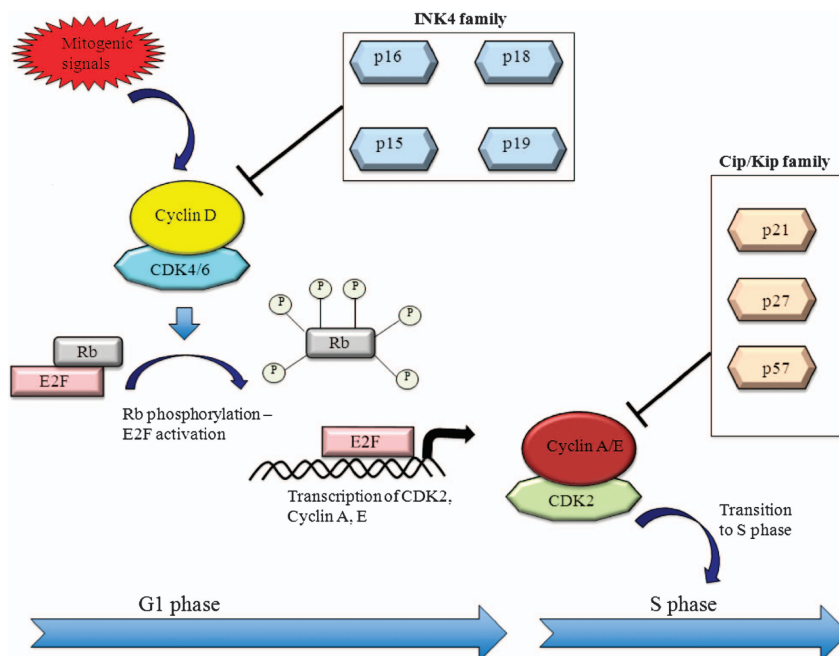 INK4 family
Mitogenic
signals
p16
p18
p15
p19
Cip/Kip family
p21
p27
p57
Cyclin D
CDK4/6
P
P
P
P
P
P
Rb
Rb
E2F
Rb phosphorylation –
E2F activation
E2F
Transcription of CDK2,
Cyclin A, E
Cyclin A/E
CDK2
Transition
to S phase
G1 phase
S phase